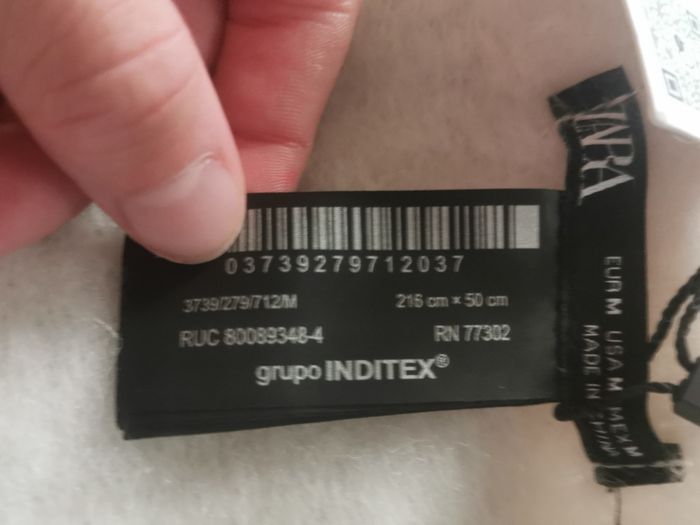 03739279712037
3739/279/712/M
216 cm × 50 cm
RUC 80089348-4
RN 77302
grupo INDITEX®
ZARA
EUR M USA M MEX M
MADE IN CHINA